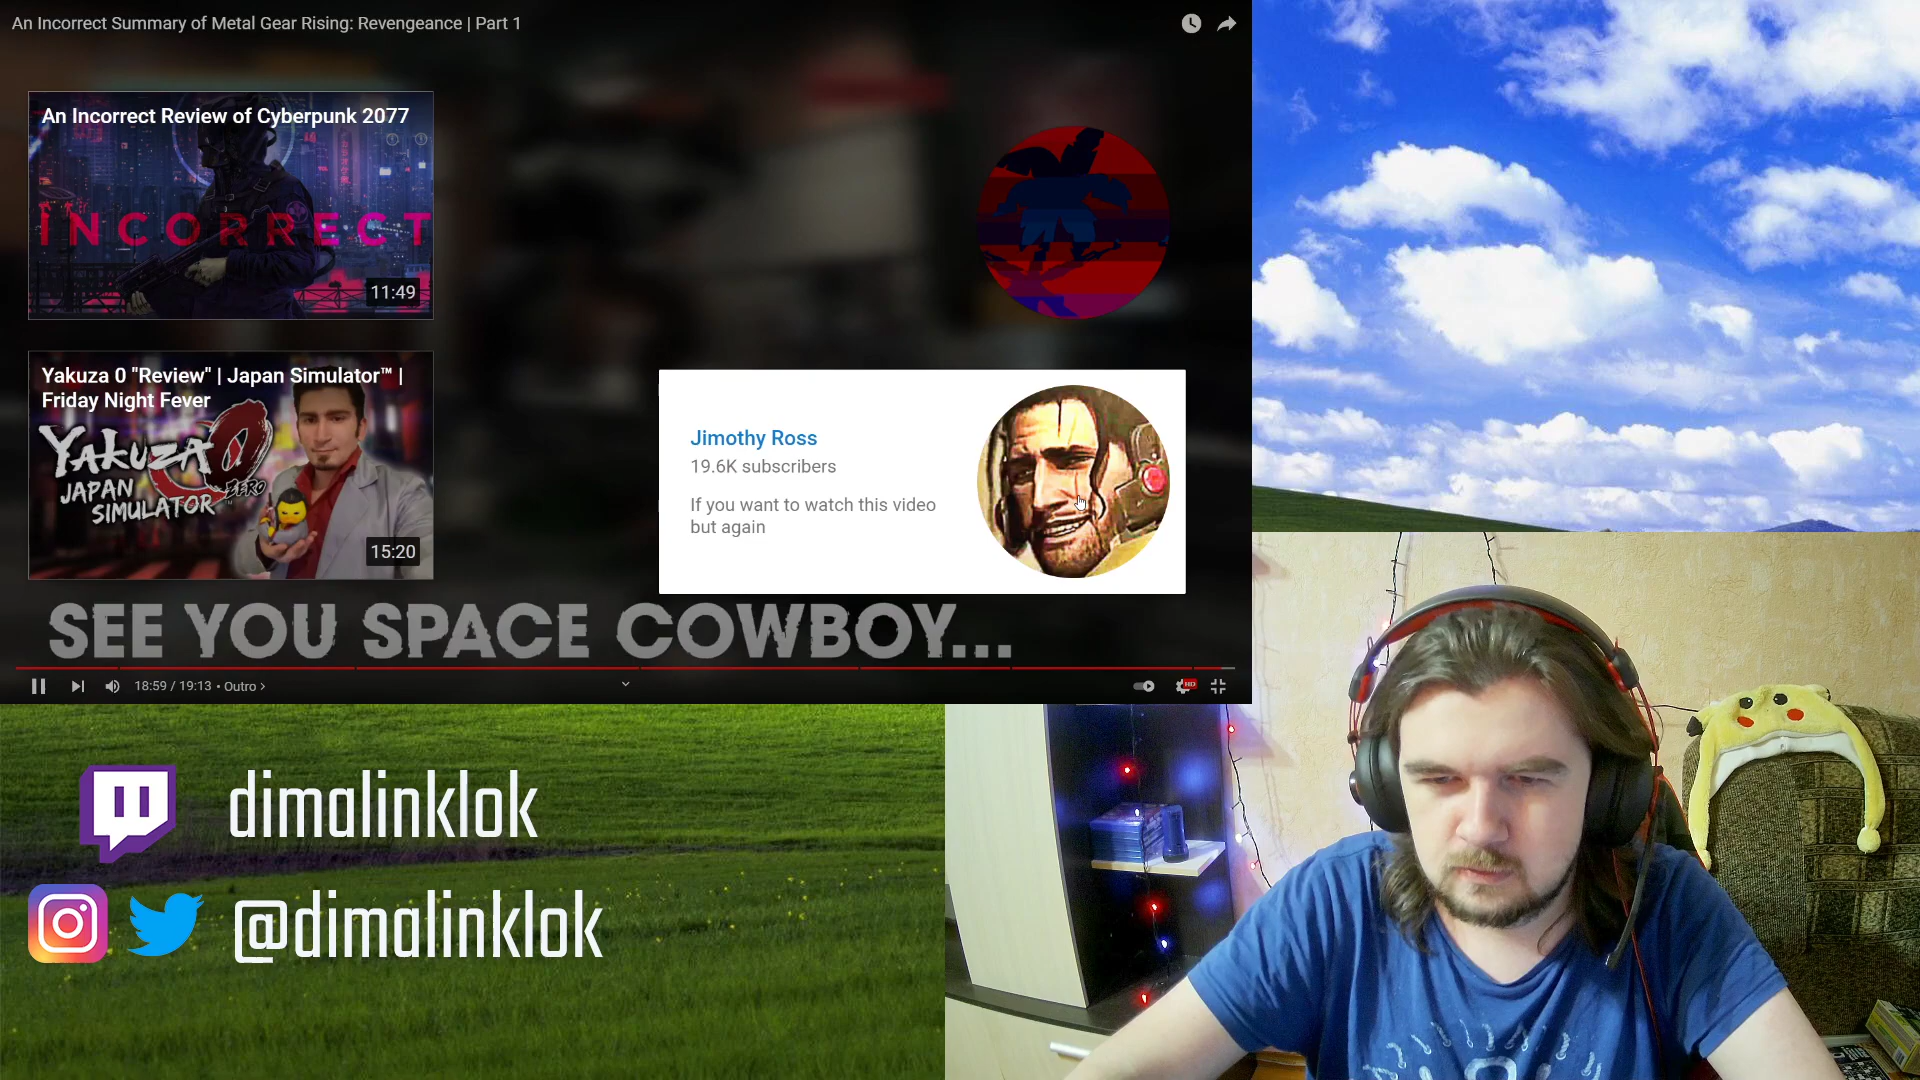 An Incorrect Summary of Metal Gear Rising: Revengeance | Part 1
An Incorrect Review of Cyberpunk 2077
INCORRECT
11:49
Yakuza 0 "Review" | Japan Simulator™ |
Friday Night Fever
YAKUZA 0
ZERO
JAPAN
SIMULATOR
15:20
Jimothy Ross
19.6K subscribers
If you want to watch this video
but again
SEE YOU SPACE COWBOY...
18:59 / 19:13 • Outro >
HD
dimalinklok
@dimalinklok